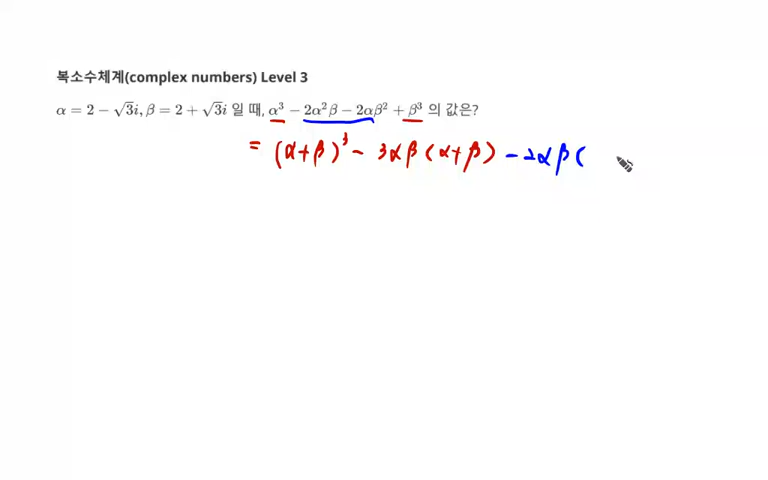 복소수체계(complex numbers) Level 3
α = 2 − √3i, β = 2 + √3i 일 때, α³ − 2α²β − 2αβ² + β³ 의 값은?
= (α+β)³ − 3αβ(α+β) − 2αβ(